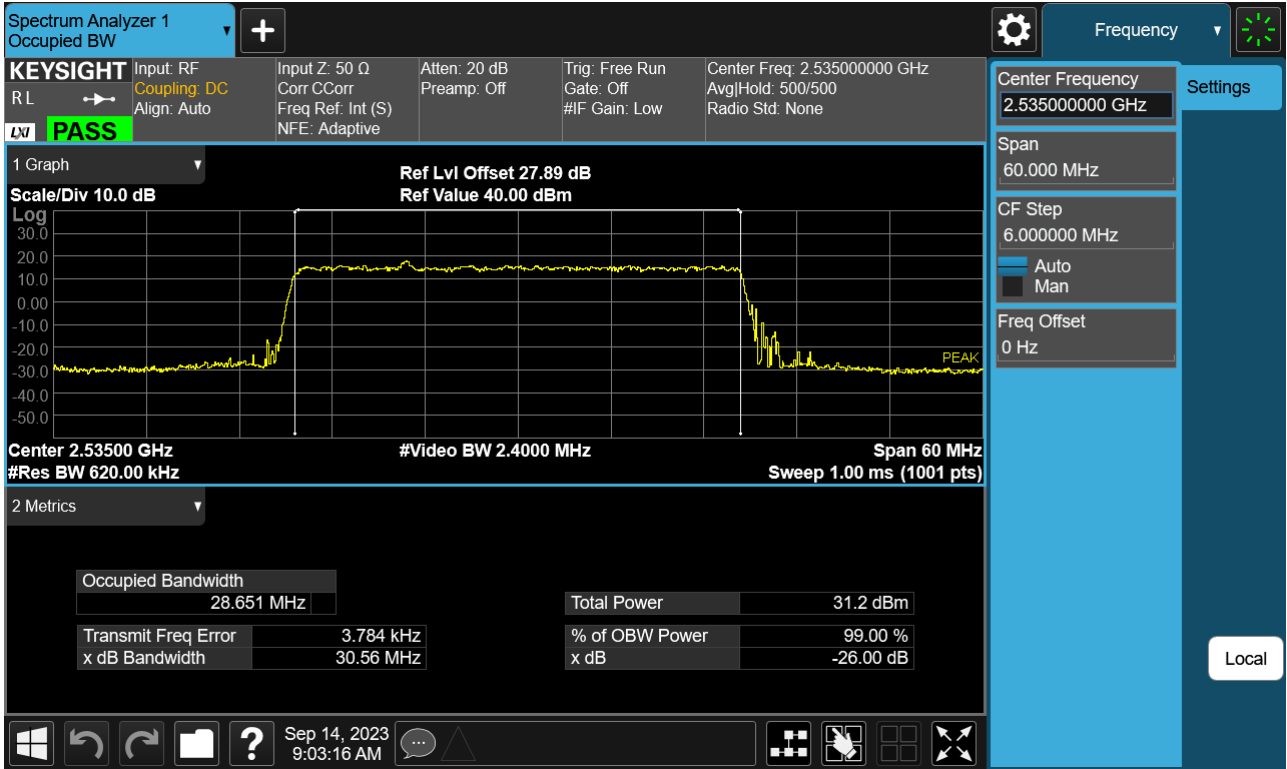 Spectrum Analyzer 1
Occupied BW
Frequency
KEYSIGHT
R L
LXI
PASS
Input: RF
Coupling: DC
Align: Auto
Input Z: 50 Ω
Corr CCorr
Freq Ref: Int (S)
NFE: Adaptive
Atten: 20 dB
Preamp: Off
Trig: Free Run
Gate: Off
#IF Gain: Low
Center Freq: 2.535000000 GHz
Avg|Hold: 500/500
Radio Std: None
Center Frequency
2.535000000 GHz
Settings
Span
60.000 MHz
CF Step
6.000000 MHz
Auto
Man
Freq Offset
0 Hz
Local
1 Graph
Scale/Div 10.0 dB
Ref Lvl Offset 27.89 dB
Ref Value 40.00 dBm
Log
30.0
20.0
10.0
0.00
-10.0
-20.0
-30.0
-40.0
-50.0
PEAK
Center 2.53500 GHz
#Video BW 2.4000 MHz
Span 60 MHz
#Res BW 620.00 kHz
Sweep 1.00 ms (1001 pts)
2 Metrics
Occupied Bandwidth
28.651 MHz
Total Power 31.2 dBm
Transmit Freq Error 3.784 kHz
% of OBW Power 99.00 %
x dB Bandwidth 30.56 MHz
x dB -26.00 dB
?
Sep 14, 2023
9:03:16 AM